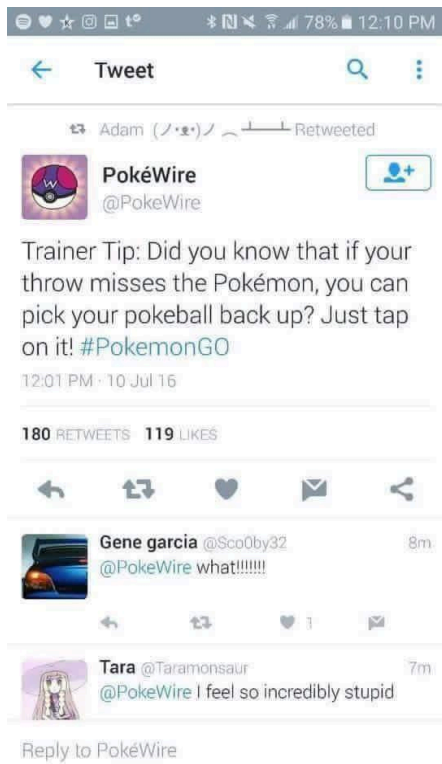 78% 12:10 PM
Tweet
Adam (ノ•ᴥ•)ノ ︵┻━┻ Retweeted
W
PokéWire
@PokeWire
Trainer Tip: Did you know that if your
throw misses the Pokémon, you can
pick your pokeball back up? Just tap
on it! #PokemonGO
12:01 PM · 10 Jul 16
180 RETWEETS 119 LIKES
Gene garcia @Sco0by32 8m
@PokeWire what!!!!!!!
1
Tara @Taramonsaur 7m
@PokeWire I feel so incredibly stupid
Reply to PokéWire